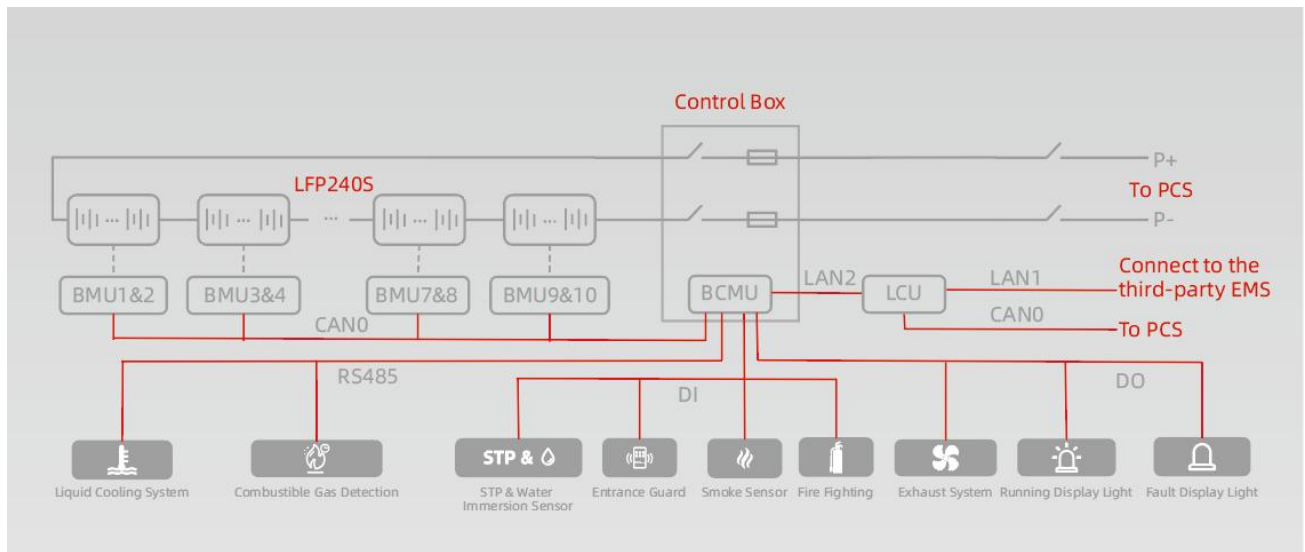 Control Box
P+
LFP240S
To PCS
P-
BMU1&2
BMU3&4
BMU7&8
BMU9&10
BCMU
LAN2
LCU
LAN1
Connect to the
third-party EMS
CAN0
CAN0
To PCS
RS485
DI
DO
STP &
Liquid Cooling System
Combustible Gas Detection
STP & Water
Immersion Sensor
Entrance Guard
Smoke Sensor
Fire Fighting
Exhaust System
Running Display Light
Fault Display Light